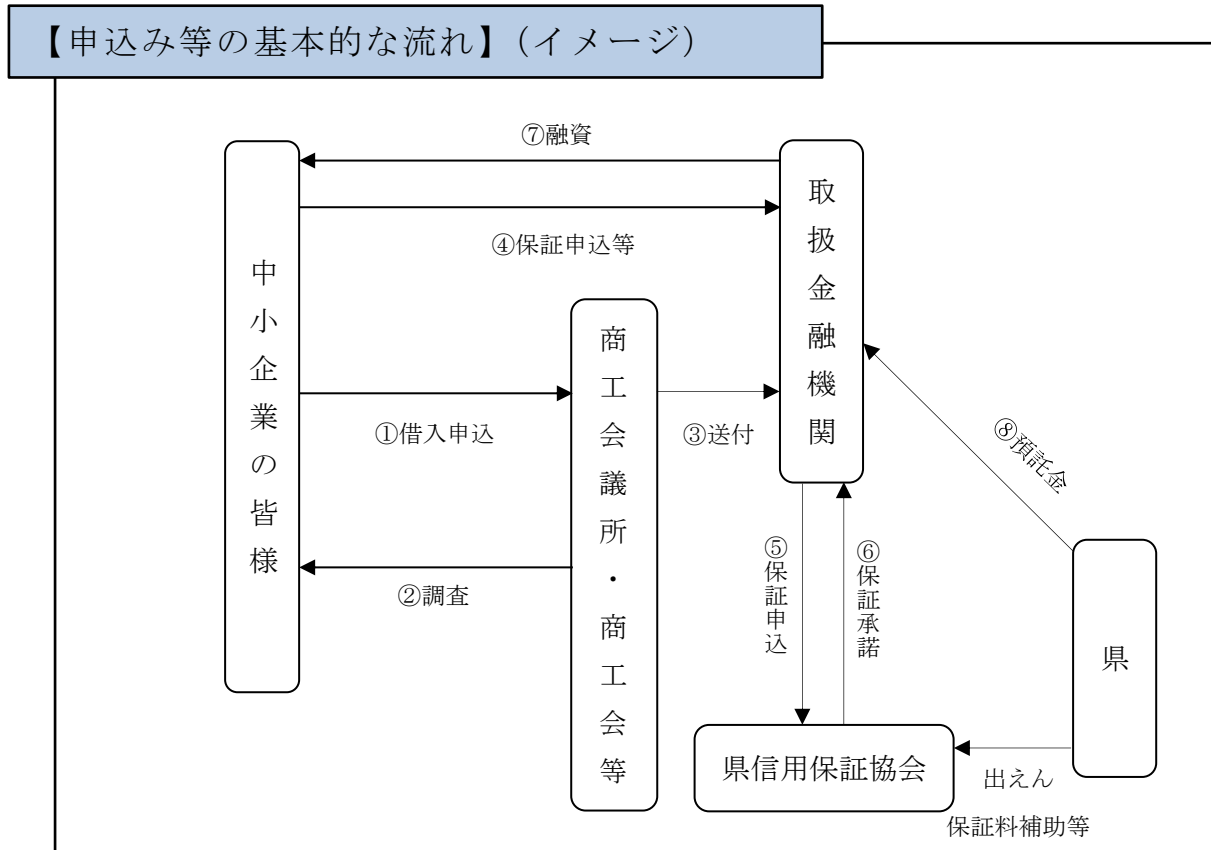 【申込み等の基本的な流れ】(イメージ)
⑦融資
④保証申込等
中小企業の皆様
取扱金融機関
商工会議所・商工会等
①借入申込
③送付
②調査
⑤保証申込
⑥保証承諾
⑧預託金
県
県信用保証協会
出えん
保証料補助等